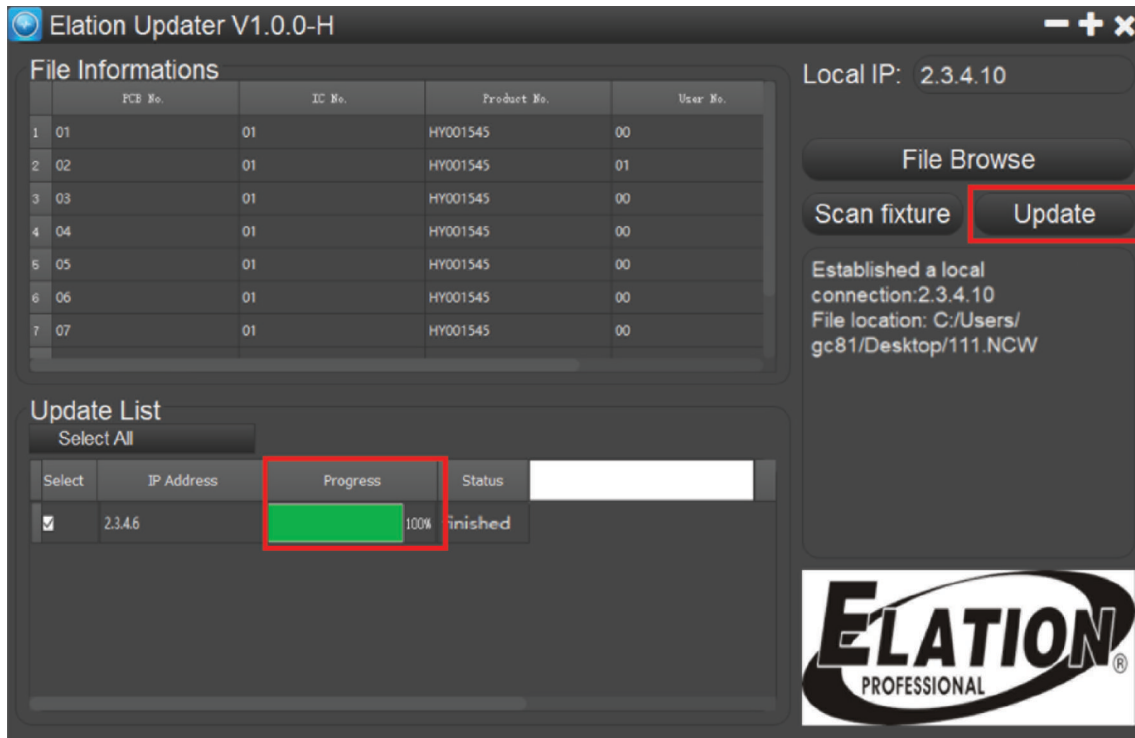 Elation Updater V1.0.0-H
File Informations
PCB No. IC No. Product No. User No.
1 01 01 HY001545 00
2 02 01 HY001545 01
3 03 01 HY001545 00
4 04 01 HY001545 00
5 05 01 HY001545 00
6 06 01 HY001545 00
7 07 01 HY001545 00
Local IP: 2.3.4.10
File Browse
Scan fixture Update
Established a local
connection:2.3.4.10
File location: C:/Users/
gc81/Desktop/111.NCW
Update List
Select All
Select IP Address Progress Status
2.3.4.6 100% finished
ELATION®
PROFESSIONAL